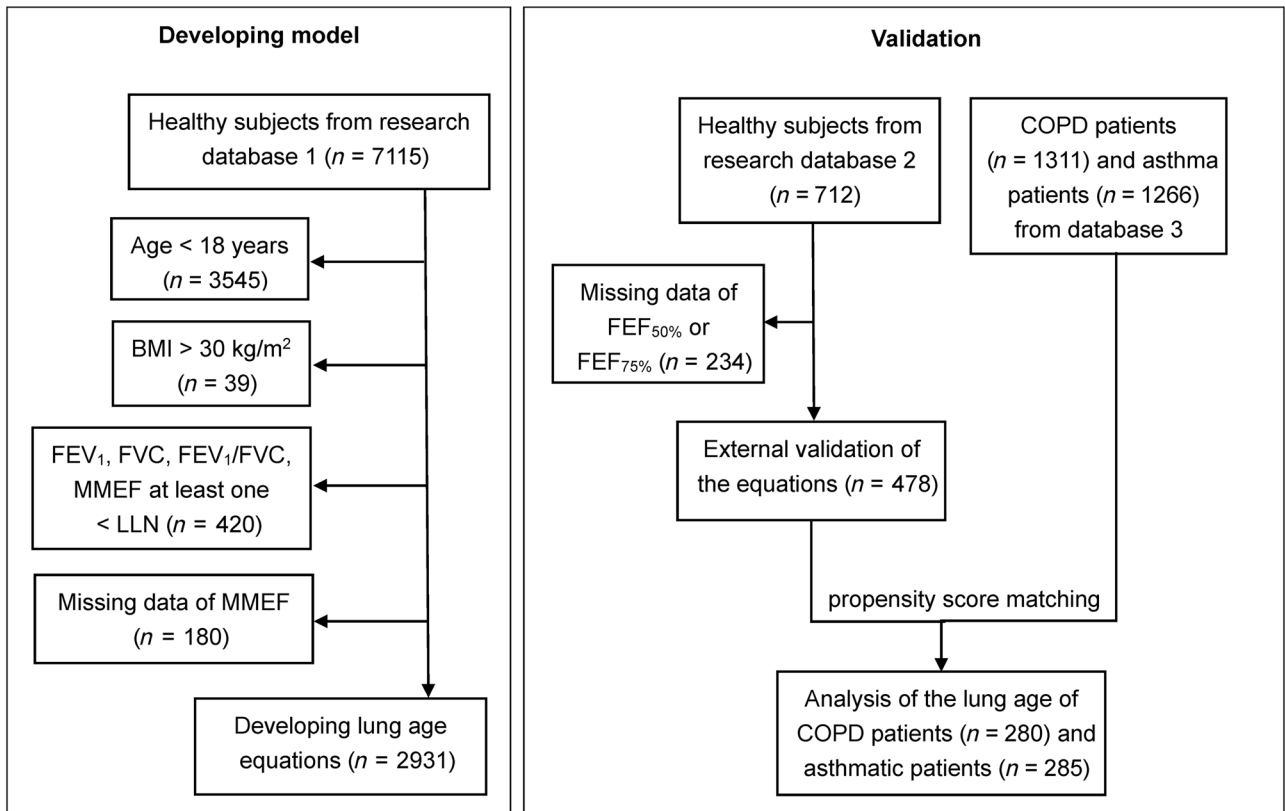 Developing model
Healthy subjects from research
database 1 (n = 7115)
Age < 18 years
(n = 3545)
BMI > 30 kg/m²
(n = 39)
FEV₁, FVC, FEV₁/FVC,
MMEF at least one
< LLN (n = 420)
Missing data of MMEF
(n = 180)
Developing lung age
equations (n = 2931)
Validation
Healthy subjects from
research database 2
(n = 712)
COPD patients
(n = 1311) and asthma
patients (n = 1266)
from database 3
Missing data of
FEF₅₀% or
FEF₇₅% (n = 234)
External validation of
the equations (n = 478)
propensity score matching
Analysis of the lung age of
COPD patients (n = 280) and
asthmatic patients (n = 285)